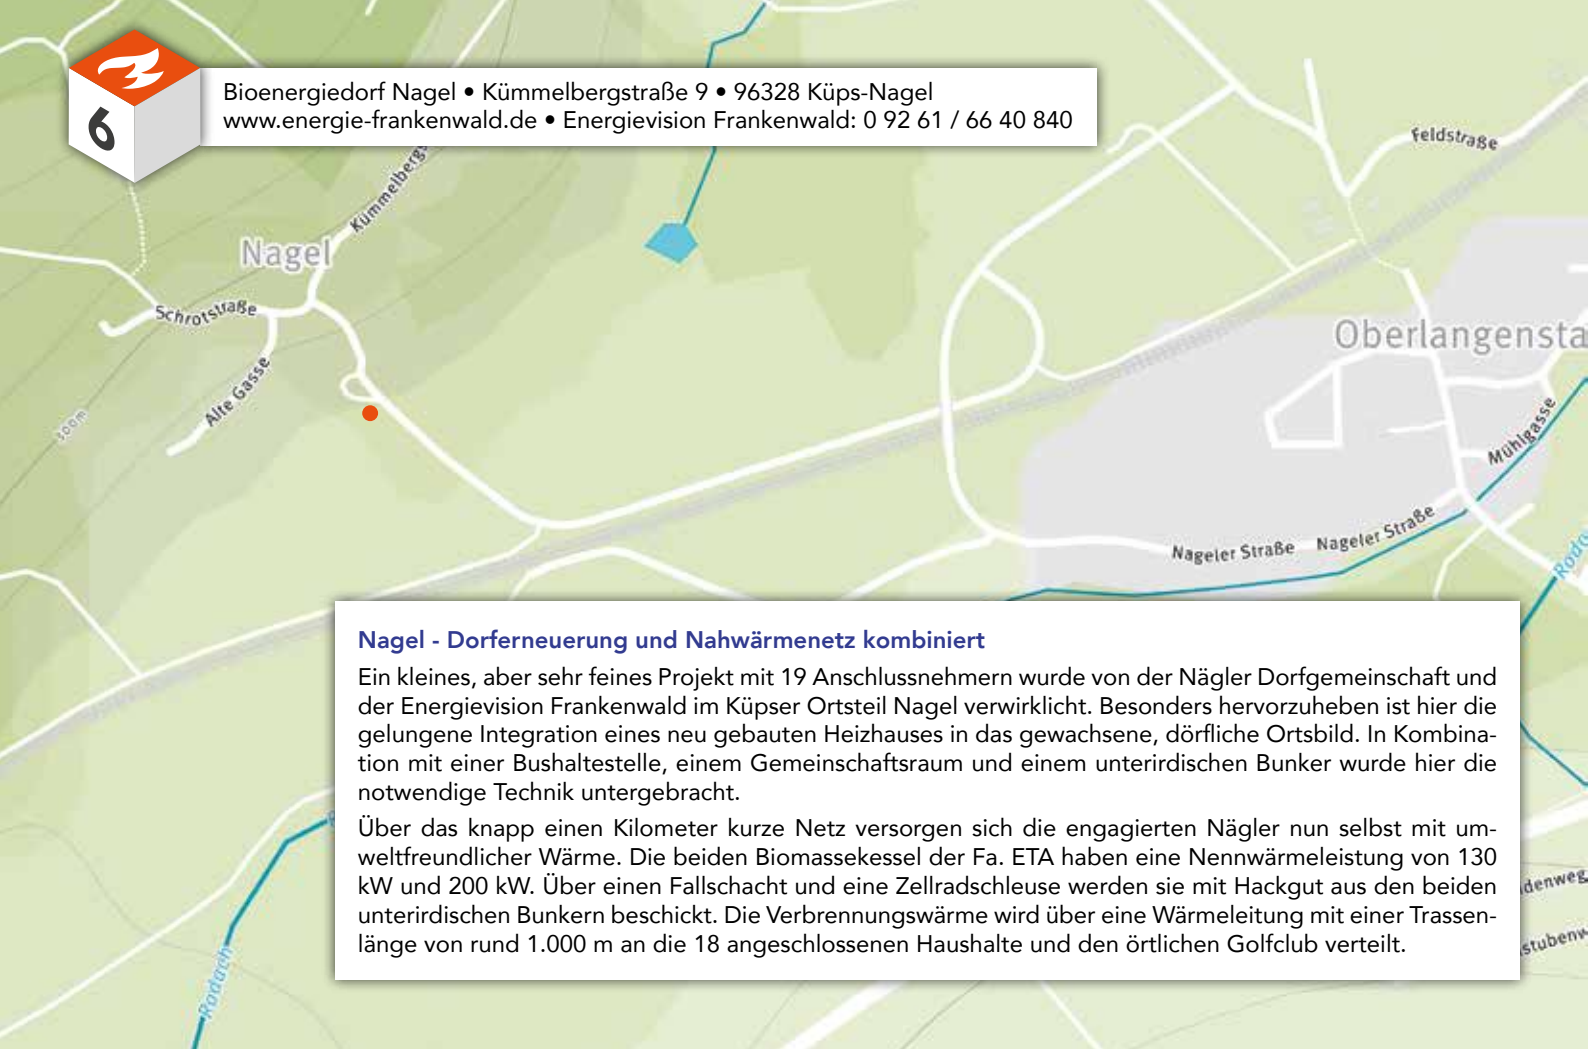 6
Bioenergiedorf Nagel • Kümmelbergstraße 9 • 96328 Küps-Nagel
www.energie-frankenwald.de • Energievision Frankenwald: 0 92 61 / 66 40 840
Feldstraße
Kümmelbergs
Nagel
Schrotstraße
Oberlangensta
Alte Gasse
300m
Mühlgasse
Nageler Straße
Nageler Straße
Roda
Nagel - Dorferneuerung und Nahwärmenetz kombiniert
Ein kleines, aber sehr feines Projekt mit 19 Anschlussnehmern wurde von der Nägler Dorfgemeinschaft und
der Energievision Frankenwald im Küpser Ortsteil Nagel verwirklicht. Besonders hervorzuheben ist hier die
gelungene Integration eines neu gebauten Heizhauses in das gewachsene, dörfliche Ortsbild. In Kombina-
tion mit einer Bushaltestelle, einem Gemeinschaftsraum und einem unterirdischen Bunker wurde hier die
notwendige Technik untergebracht.
Über das knapp einen Kilometer kurze Netz versorgen sich die engagierten Nägler nun selbst mit um-
weltfreundlicher Wärme. Die beiden Biomassekessel der Fa. ETA haben eine Nennwärmeleistung von 130
kW und 200 kW. Über einen Fallschacht und eine Zellradschleuse werden sie mit Hackgut aus den beiden
unterirdischen Bunkern beschickt. Die Verbrennungswärme wird über eine Wärmeleitung mit einer Trassen-
länge von rund 1.000 m an die 18 angeschlossenen Haushalte und den örtlichen Golfclub verteilt.
denweg
stubenw
Rodach